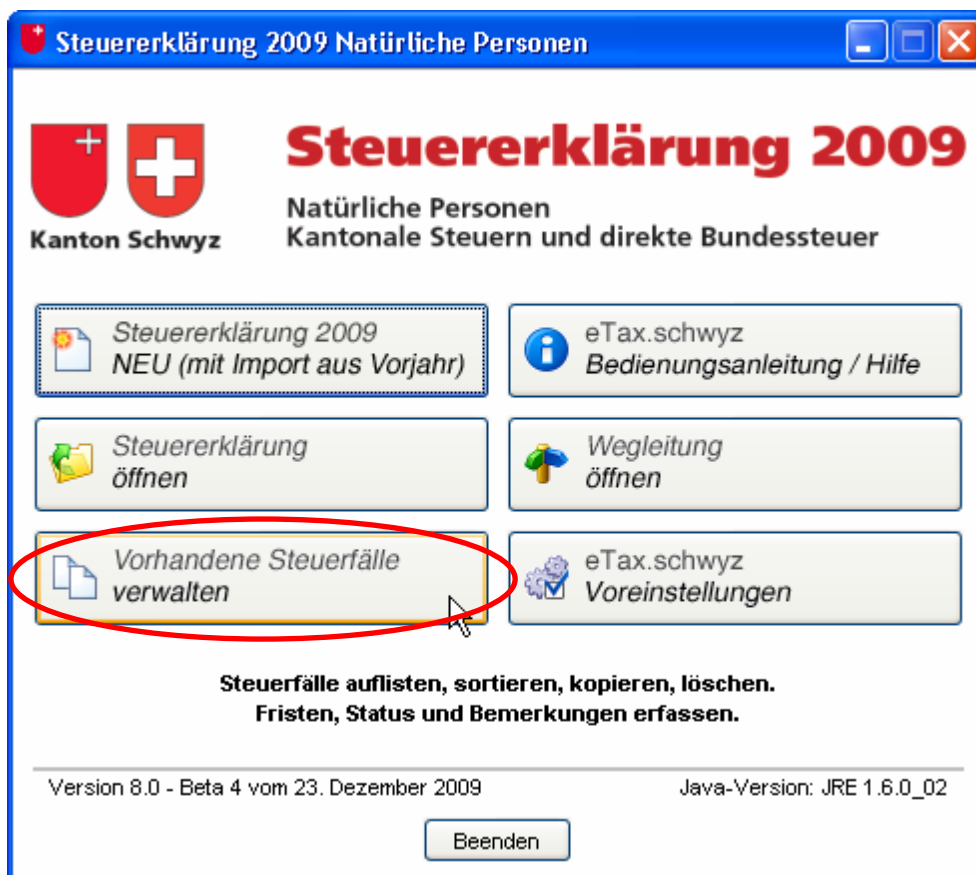 Steuererklärung 2009 Natürliche Personen
Steuererklärung 2009
Natürliche Personen
Kantonale Steuern und direkte Bundessteuer
Kanton Schwyz
Steuererklärung 2009
NEU (mit Import aus Vorjahr)
eTax.schwyz
Bedienungsanleitung / Hilfe
Steuererklärung
öffnen
Wegleitung
öffnen
Vorhandene Steuerfälle
verwalten
eTax.schwyz
Voreinstellungen
Steuerfälle auflisten, sortieren, kopieren, löschen.
Fristen, Status und Bemerkungen erfassen.
Version 8.0 - Beta 4 vom 23. Dezember 2009
Java-Version: JRE 1.6.0_02
Beenden